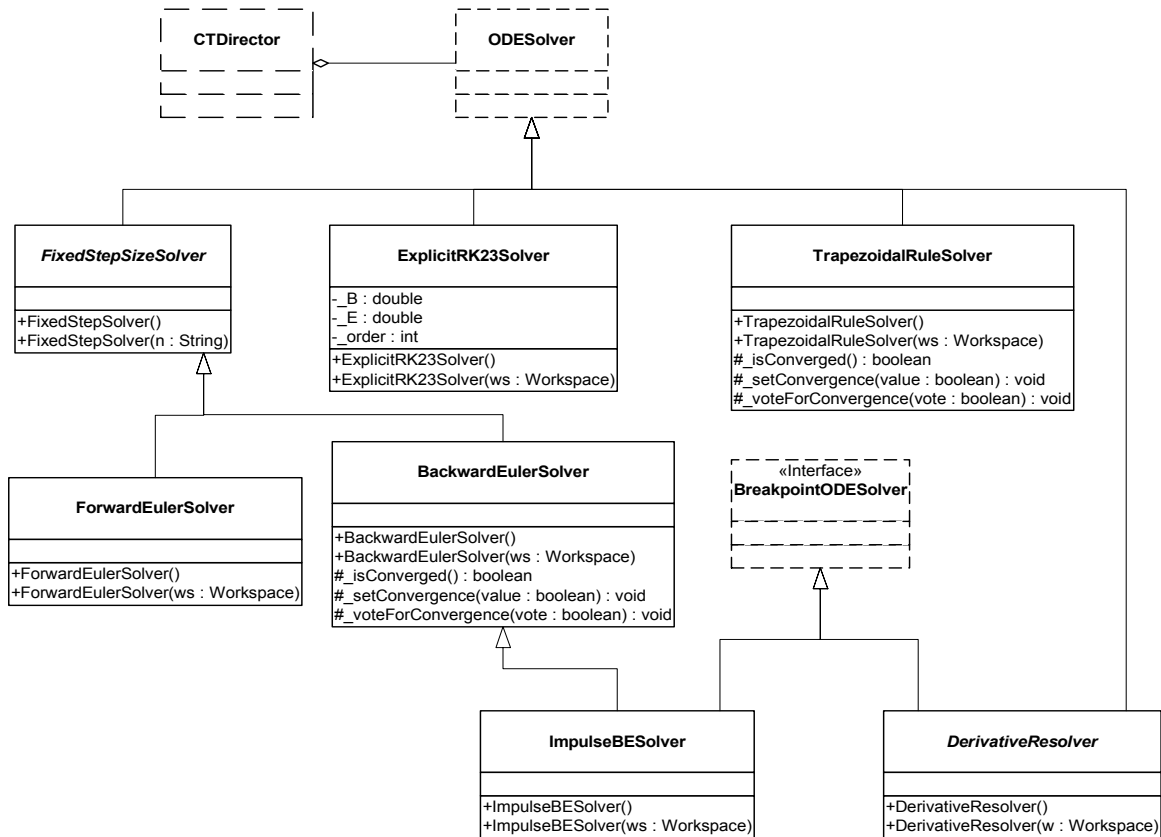 CTDirector
ODESolver
FixedStepSizeSolver
+FixedStepSolver()
+FixedStepSolver(n : String)
ExplicitRK23Solver
-_B : double
-_E : double
-_order : int
+ExplicitRK23Solver()
+ExplicitRK23Solver(ws : Workspace)
TrapezoidalRuleSolver
+TrapezoidalRuleSolver()
+TrapezoidalRuleSolver(ws : Workspace)
#_isConverged() : boolean
#_setConvergence(value : boolean) : void
#_voteForConvergence(vote : boolean) : void
ForwardEulerSolver
+ForwardEulerSolver()
+ForwardEulerSolver(ws : Workspace)
BackwardEulerSolver
+BackwardEulerSolver()
+BackwardEulerSolver(ws : Workspace)
#_isConverged() : boolean
#_setConvergence(value : boolean) : void
#_voteForConvergence(vote : boolean) : void
«Interface»
BreakpointODESolver
ImpulseBESolver
+ImpulseBESolver()
+ImpulseBESolver(ws : Workspace)
DerivativeResolver
+DerivativeResolver()
+DerivativeResolver(w : Workspace)